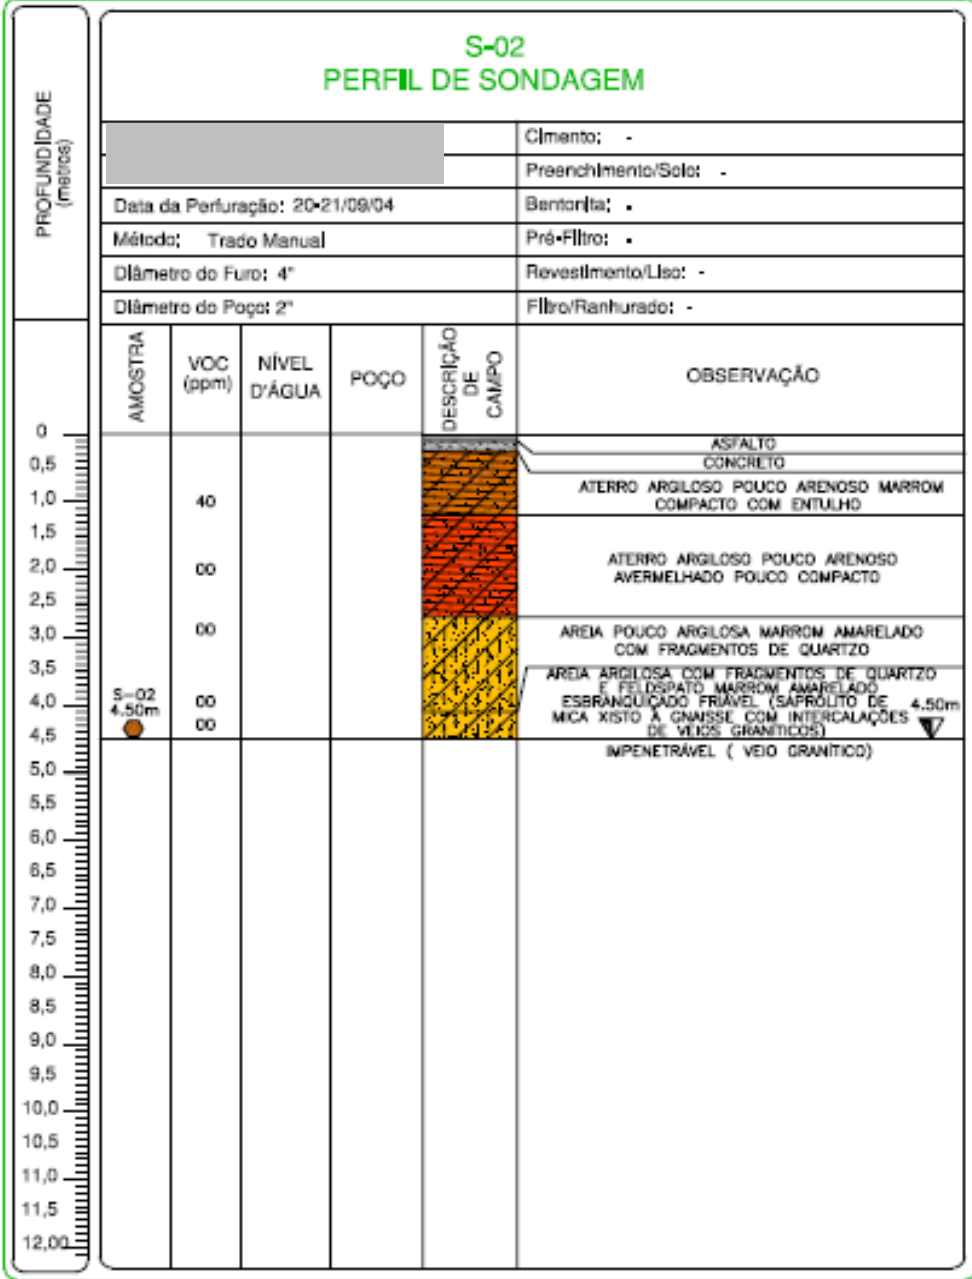 S-02
PERFIL DE SONDAGEM
PROFUNDIDADE
(metros)
Cimento: -
Preenchimento/Solo: -
Data da Perfuração: 20-21/09/04
Bentonita: -
Método: Trado Manual
Pré-Filtro: -
Diâmetro do Furo: 4"
Revestimento/Liso: -
Diâmetro do Poço: 2"
Filtro/Ranhurado: -
AMOSTRA
VOC
(ppm)
NÍVEL
D'ÁGUA
POÇO
DESCRIÇÃO
DE
CAMPO
OBSERVAÇÃO
0
0,5
1,0
1,5
2,0
2,5
3,0
3,5
4,0
4,5
5,0
5,5
6,0
6,5
7,0
7,5
8,0
8,5
9,0
9,5
10,0
10,5
11,0
11,5
12,00
S-02
4.50m
40
00
00
00
00
ASFALTO
CONCRETO
ATERRO ARGILOSO POUCO ARENOSO MARROM
COMPACTO COM ENTULHO
ATERRO ARGILOSO POUCO ARENOSO
AVERMELHADO POUCO COMPACTO
AREIA POUCO ARGILOSA MARROM AMARELADO
COM FRAGMENTOS DE QUARTZO
AREIA ARGILOSA COM FRAGMENTOS DE QUARTZO
E FELDSPATO MARROM AMARELADO
ESBRANQUIÇADO FRIÁVEL (SAPRÓLITO DE
MICA XISTO À GNAISSE COM INTERCALAÇÕES
DE VEIOS GRANÍTICOS)
4.50m
IMPENETRÁVEL ( VEIO GRANÍTICO)